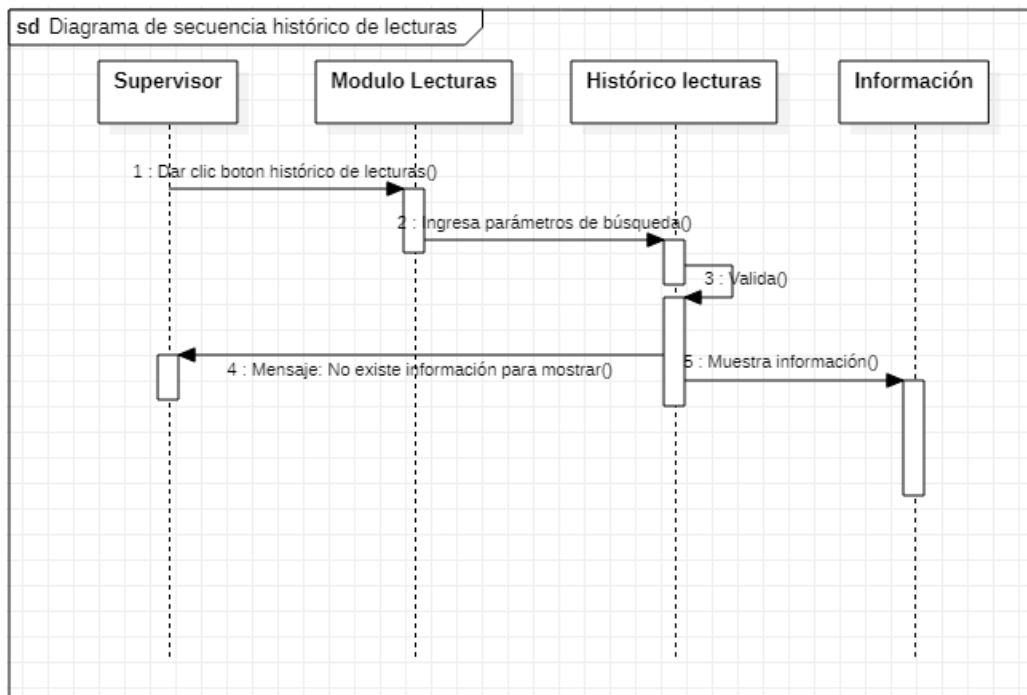 sd Diagrama de secuencia histórico de lecturas
Supervisor
Modulo Lecturas
Histórico lecturas
Información
1 : Dar clic boton histórico de lecturas()
2 : Ingresa parámetros de búsqueda()
3 : Valida()
4 : Mensaje: No existe información para mostrar()
5 : Muestra información()